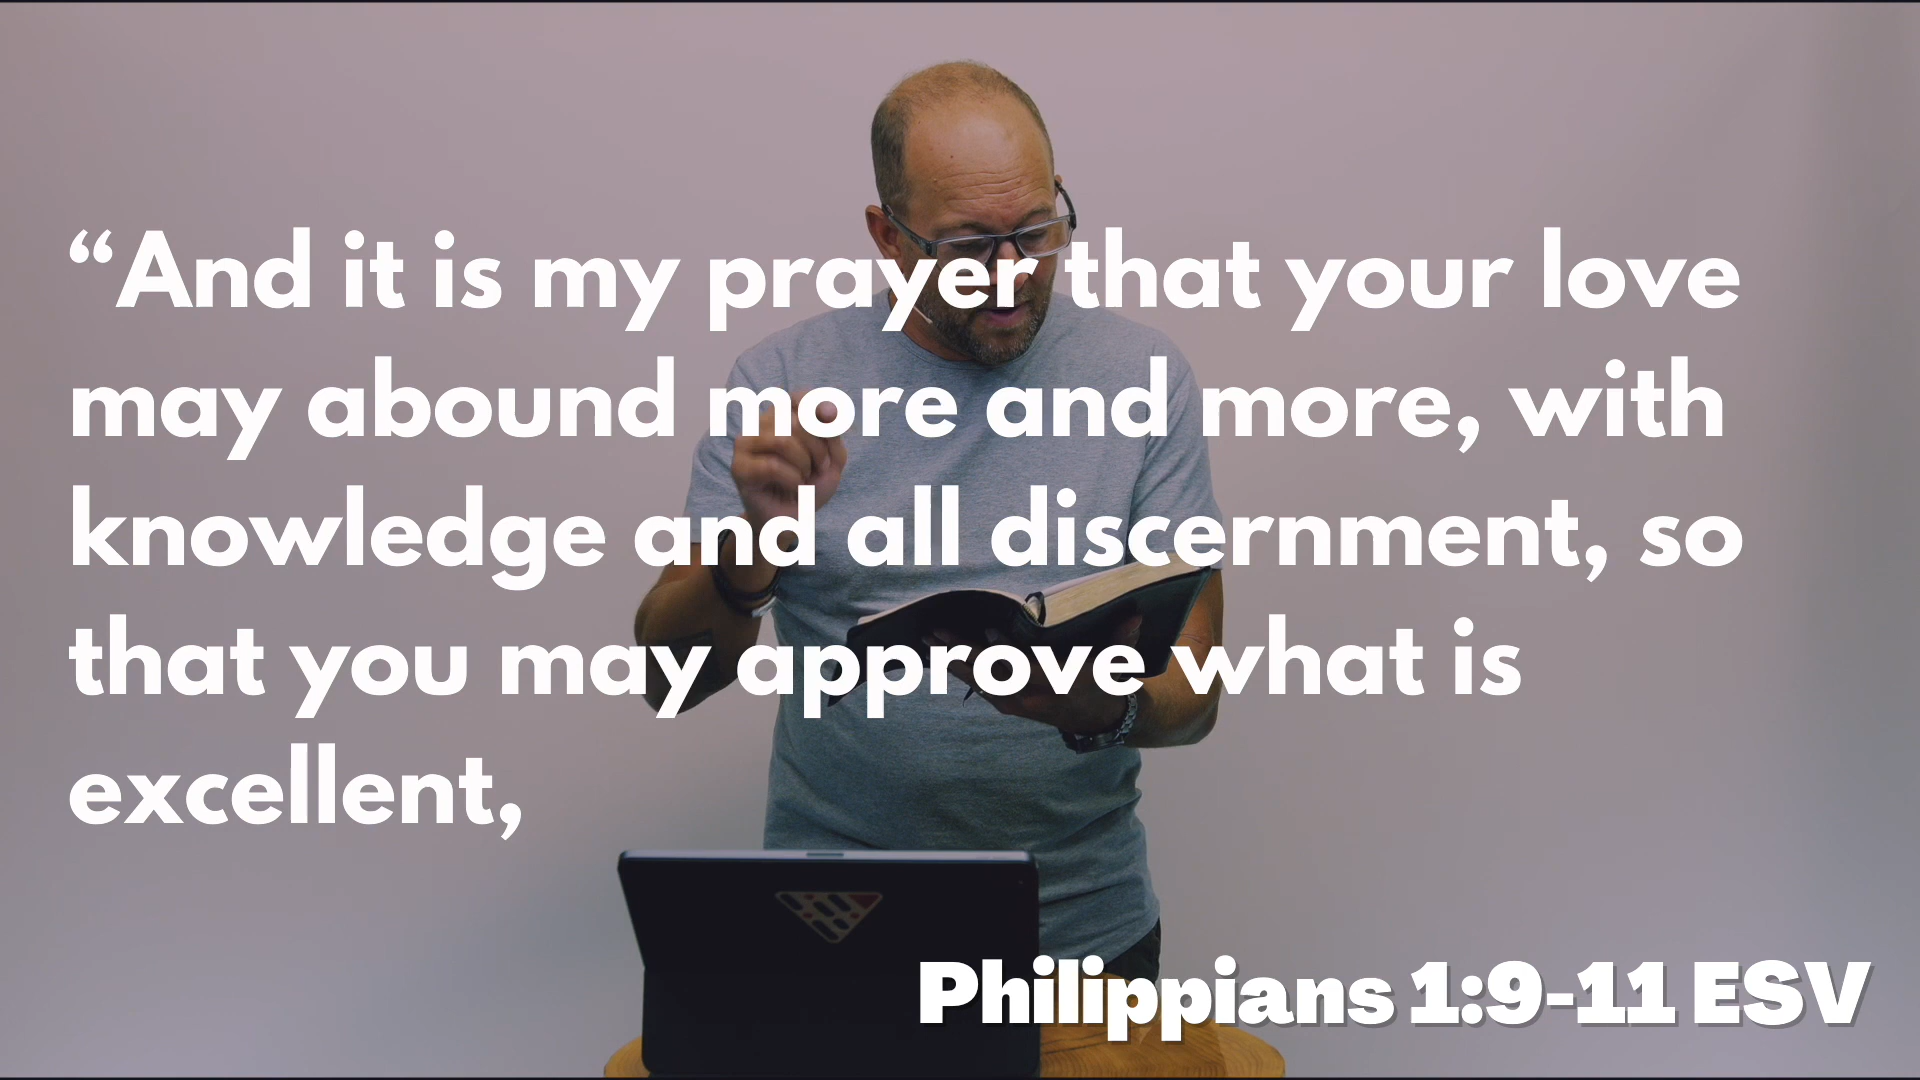 “And it is my prayer that your love
may abound more and more, with
knowledge and all discernment, so
that you may approve what is
excellent,
Philippians 1:9-11 ESV